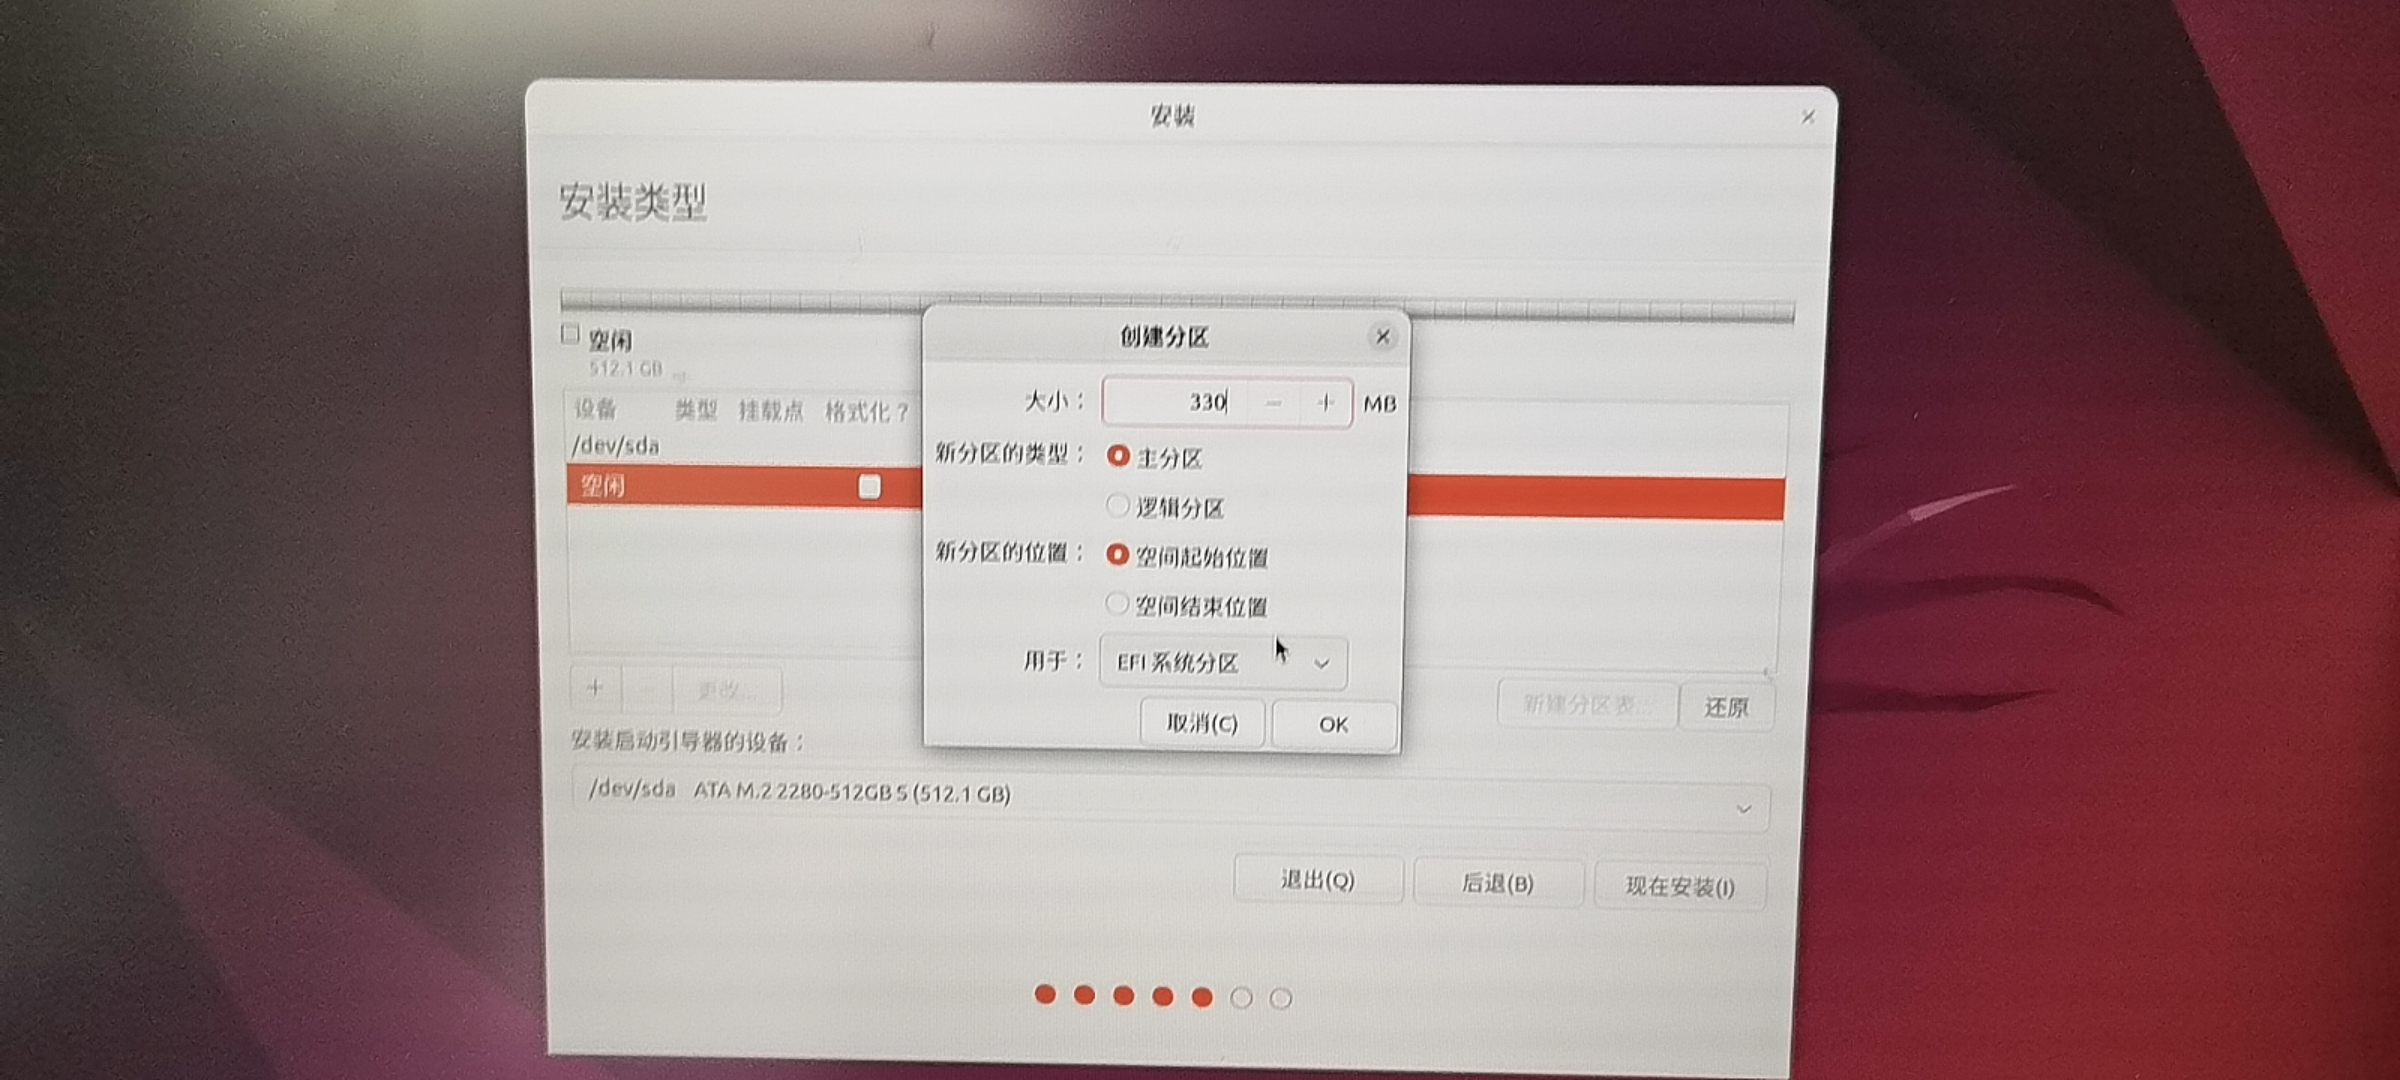 安装
安装类型
空闲
512.1 GB
设备 类型 挂载点 格式化？
/dev/sda
空闲
创建分区
大小： 330 － ＋ MB
新分区的类型： 主分区
逻辑分区
新分区的位置： 空间起始位置
空间结束位置
用于： EFI 系统分区
取消(C) OK
＋ － 更改... 新建分区表... 还原
安装启动引导器的设备：
/dev/sda ATA M.2 2280-512GB S (512.1 GB)
退出(Q) 后退(B) 现在安装(I)